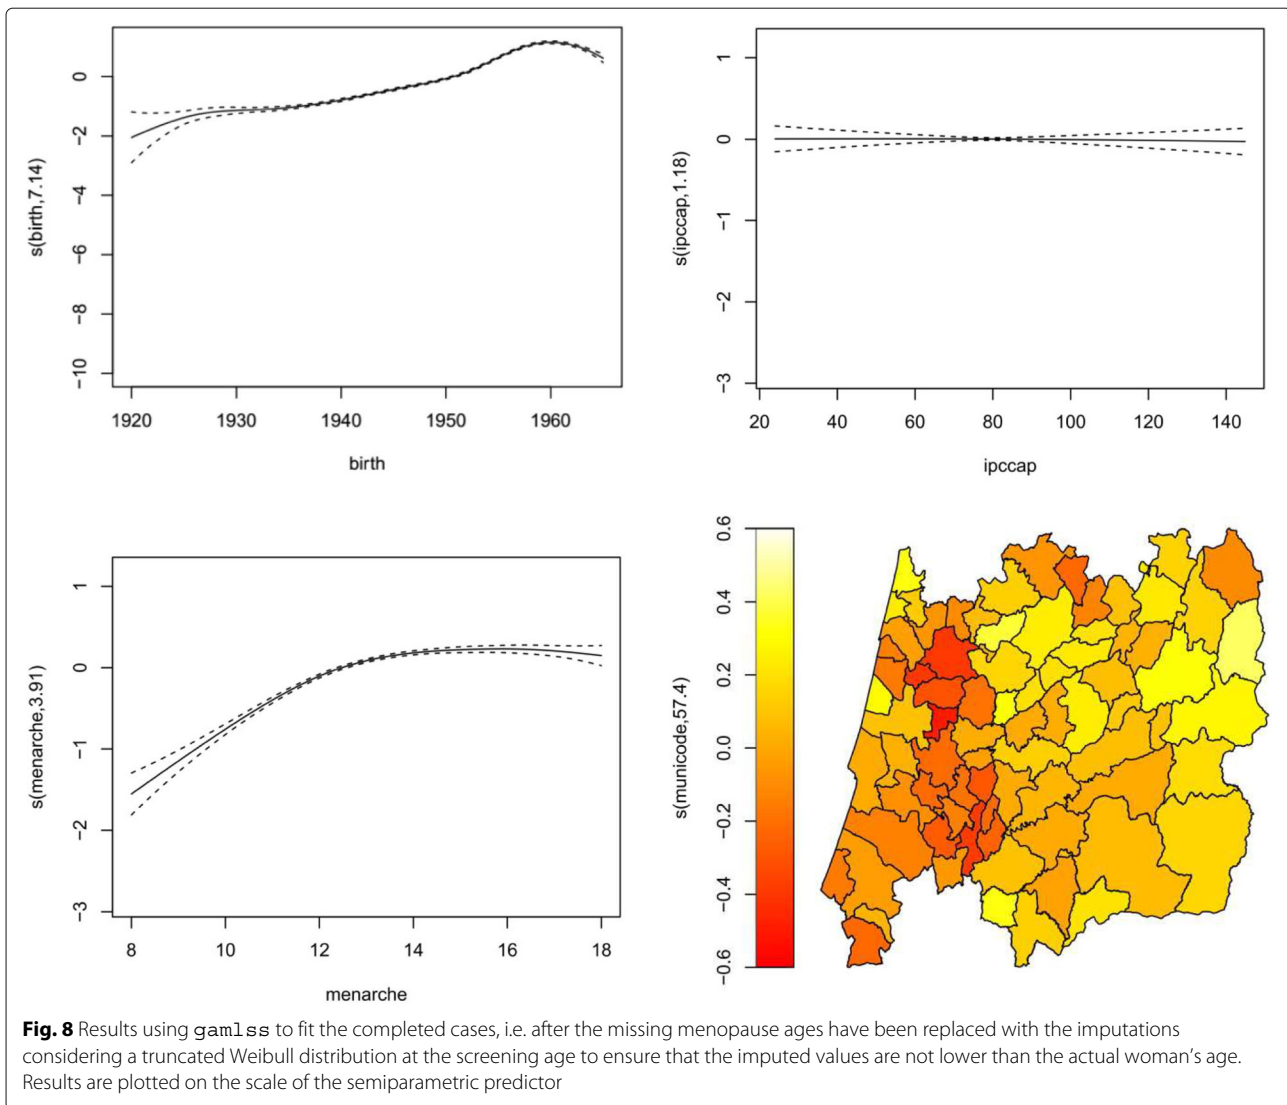 0
−2
−4
−6
−8
−10
s(birth,7.14)
1920 1930 1940 1950 1960
birth
1
0
−1
−2
−3
s(ipccap,1.18)
20 40 60 80 100 120 140
ipccap
1
0
−1
−2
−3
s(menarche,3.91)
8 10 12 14 16 18
menarche
0.6
0.4
0.2
0.0
−0.2
−0.4
−0.6
s(municode,57.4)
Fig. 8 Results using gamlss to fit the completed cases, i.e. after the missing menopause ages have been replaced with the imputations
considering a truncated Weibull distribution at the screening age to ensure that the imputed values are not lower than the actual woman’s age.
Results are plotted on the scale of the semiparametric predictor